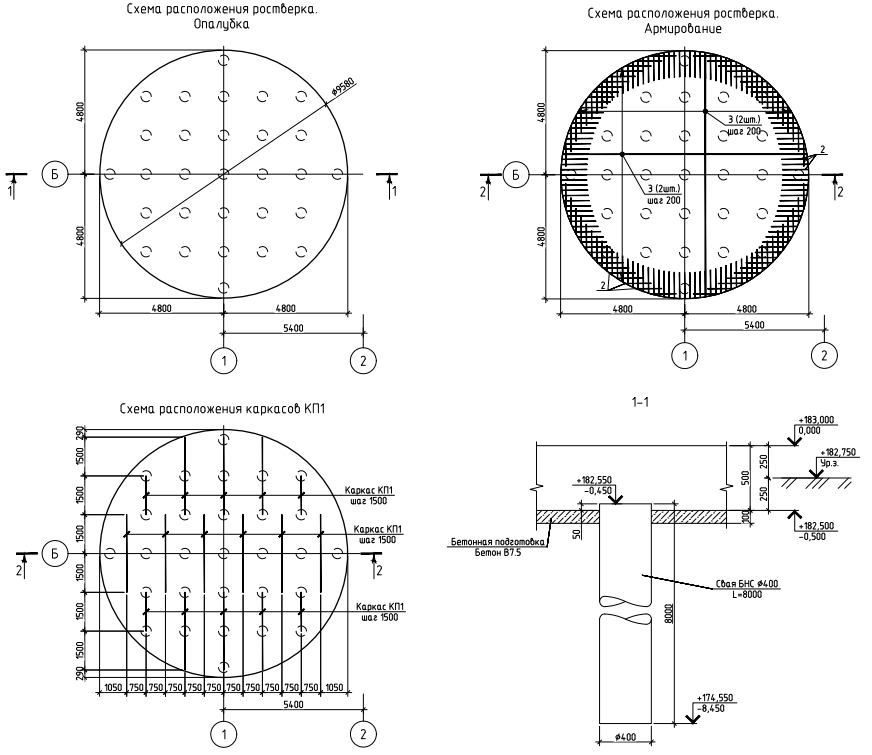 Схема расположения ростверка.
Опалубка
4800
4800
ø9580
Б
1
1
4800
4800
5400
1
2
Схема расположения ростверка.
Армирование
4800
4800
3 (2шт.)
шаг 200
3 (2шт.)
шаг 200
2
2
Б
2
2
4800
4800
5400
1
2
Схема расположения каркасов КП1
290
1500
1500
1500
1500
1500
1500
290
Каркас КП1
шаг 1500
Каркас КП1
шаг 1500
Каркас КП1
шаг 1500
Б
2
2
1050
750
750
750
750
750
750
750
750
750
750
1050
5400
1
2
1-1
+183,000
0,000
+182,750
Ур.з.
+182,550
-0,450
500
250
250
100
+182,500
-0,500
50
Бетонная подготовка
Бетон В7.5
Свая БНС ø400
L=8000
8000
+174,550
-8,450
ø400